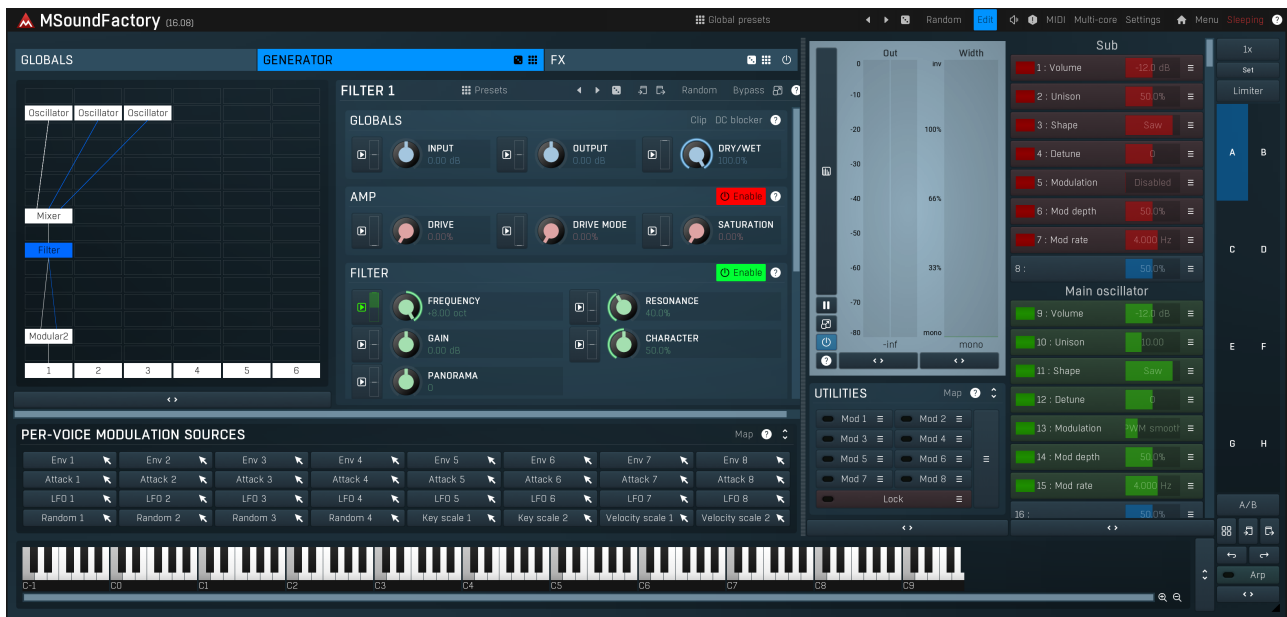 MSoundFactory (16.08) Global presets Random Edit MIDI Multi-core Settings Menu Sleeping ?
GLOBALS GENERATOR FX
Oscillator Oscillator Oscillator
Mixer
Filter
Modular2
1 2 3 4 5 6
FILTER 1 Presets Random Bypass ?
GLOBALS Clip DC blocker ?
INPUT 0.00 dB OUTPUT 0.00 dB DRY/WET 100.0%
AMP Enable ?
DRIVE 0.00% DRIVE MODE 0.00% SATURATION 0.00%
FILTER Enable ?
FREQUENCY +8.00 oct RESONANCE 40.0%
GAIN 0.00 dB CHARACTER 50.0%
PANORAMA 0
PER-VOICE MODULATION SOURCES Map ?
Env 1 Env 2 Env 3 Env 4 Env 5 Env 6 Env 7 Env 8
Attack 1 Attack 2 Attack 3 Attack 4 Attack 5 Attack 6 Attack 7 Attack 8
LFO 1 LFO 2 LFO 3 LFO 4 LFO 5 LFO 6 LFO 7 LFO 8
Random 1 Random 2 Random 3 Random 4 Key scale 1 Key scale 2 Velocity scale 1 Velocity scale 2
Out Width
0 inv
-10
-20 100%
-30
-40 66%
-50
-60 33%
-70
-80 mono
-inf mono
?
UTILITIES Map ?
Mod 1 Mod 2
Mod 3 Mod 4
Mod 5 Mod 6
Mod 7 Mod 8
Lock
Sub
1 : Volume -12.0 dB
2 : Unison 50.0%
3 : Shape Saw
4 : Detune 0
5 : Modulation Disabled
6 : Mod depth 50.0%
7 : Mod rate 4.000 Hz
8 : 50.0%
Main oscillator
9 : Volume -12.0 dB
10 : Unison 10.00
11 : Shape Saw
12 : Detune 0
13 : Modulation PWM smooth
14 : Mod depth 50.0%
15 : Mod rate 4.000 Hz
16 : 50.0%
1x
Set
Limiter
A B
C D
E F
G H
A/B
Arp
C-1 C0 C1 C2 C3 C4 C5 C6 C7 C8 C9